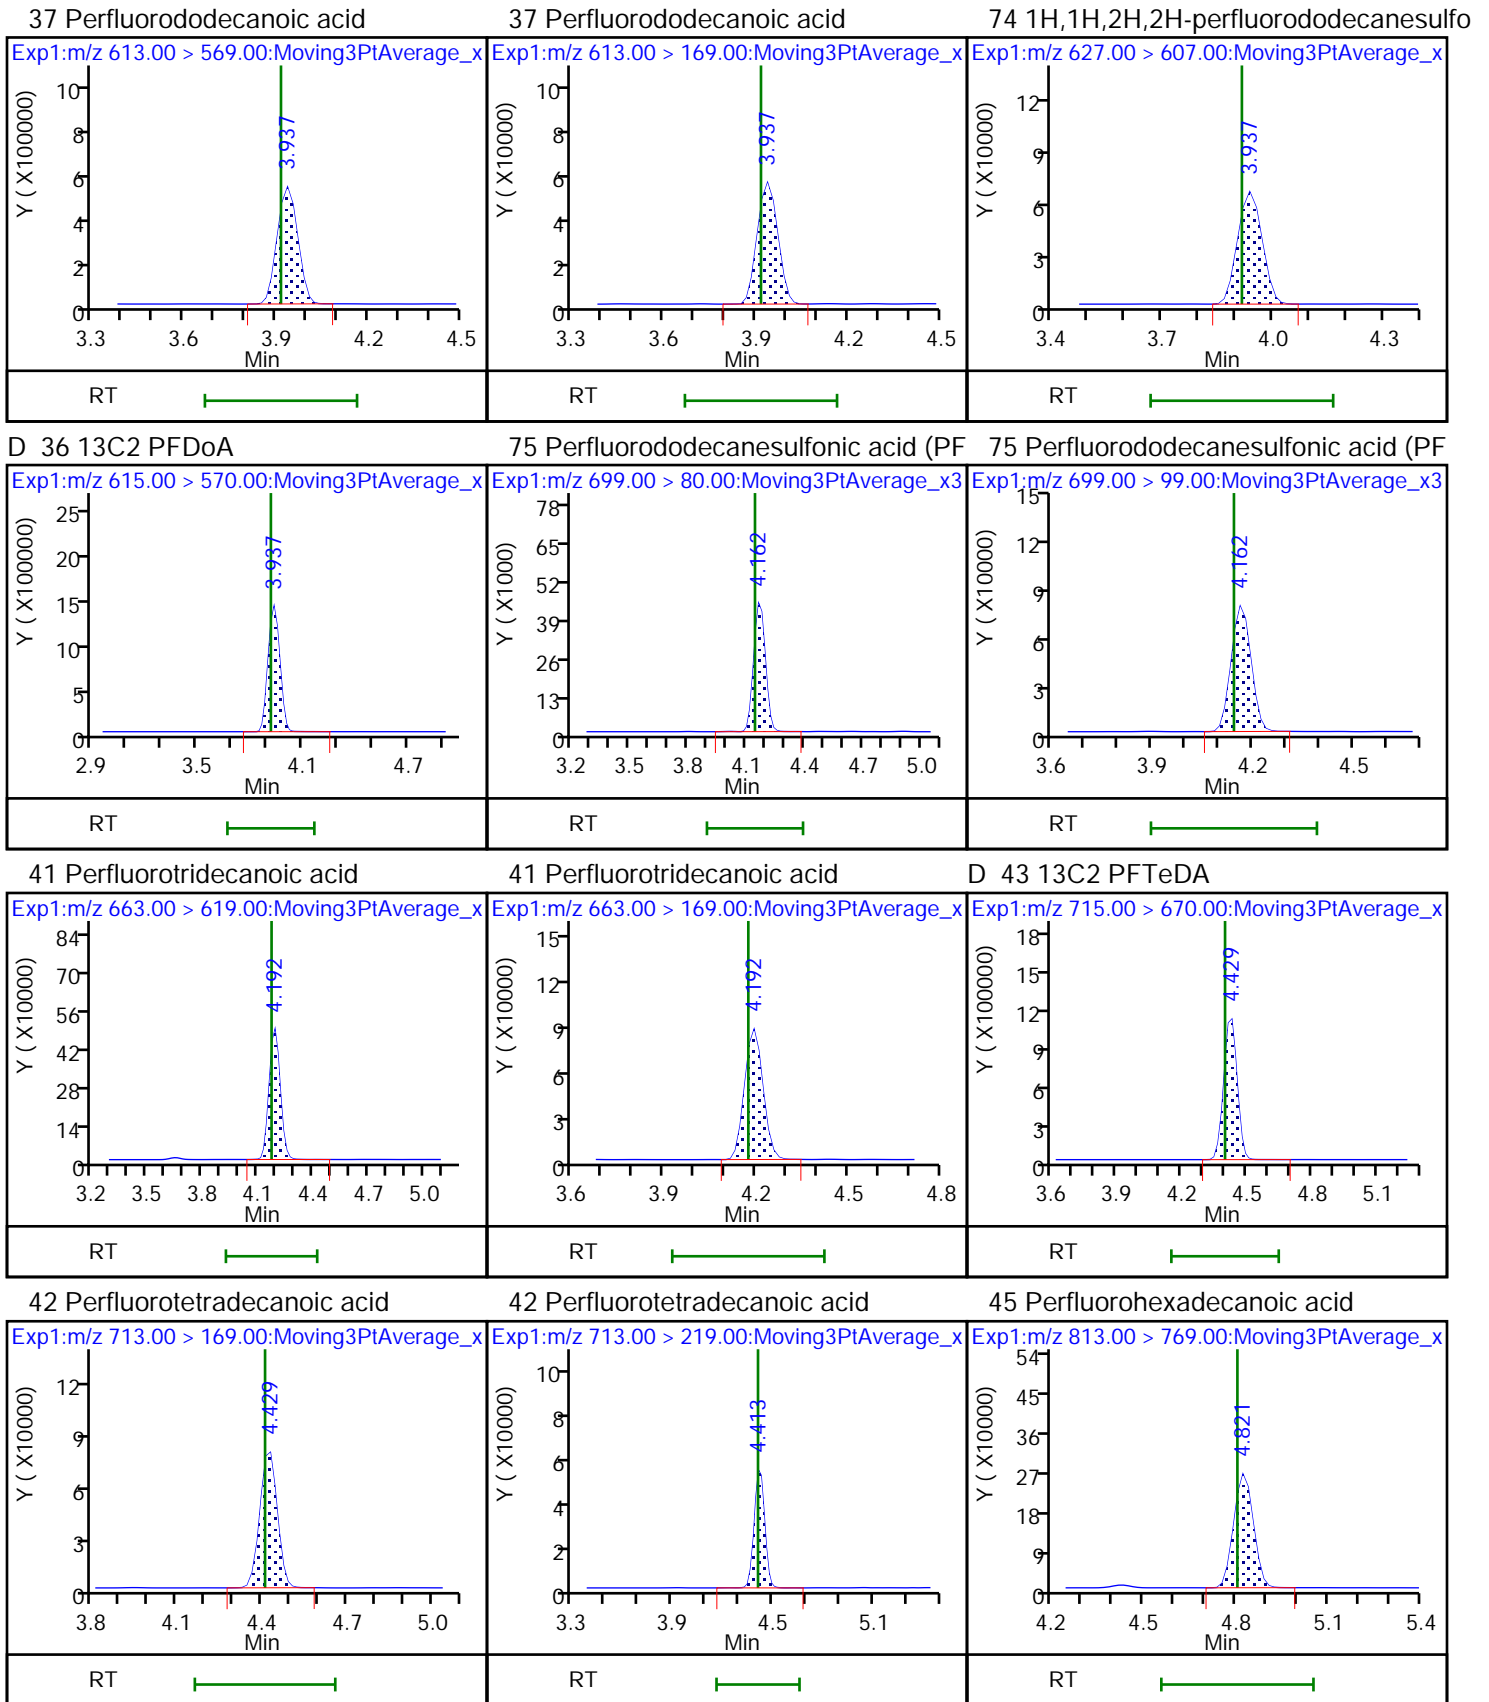 37 Perfluorododecanoic acid
37 Perfluorododecanoic acid
74 1H,1H,2H,2H-perfluorododecanesulfo
Exp1:m/z 613.00 > 569.00:Moving3PtAverage_x
Exp1:m/z 613.00 > 169.00:Moving3PtAverage_x
Exp1:m/z 627.00 > 607.00:Moving3PtAverage_x
Y ( X100000)
10
8
6
4
2
0
3.937
3.3 3.6 3.9 4.2 4.5
Min
RT
Y ( X10000)
10
8
6
4
2
0
3.937
3.3 3.6 3.9 4.2 4.5
Min
RT
Y ( X10000)
12
9
6
3
0
3.937
3.4 3.7 4.0 4.3
Min
RT
D 36 13C2 PFDoA
75 Perfluorododecanesulfonic acid (PF
75 Perfluorododecanesulfonic acid (PF
Exp1:m/z 615.00 > 570.00:Moving3PtAverage_x
Exp1:m/z 699.00 > 80.00:Moving3PtAverage_x3
Exp1:m/z 699.00 > 99.00:Moving3PtAverage_x3
Y ( X100000)
25
20
15
10
5
0
3.937
2.9 3.5 4.1 4.7
Min
RT
Y ( X1000)
78
65
52
39
26
13
0
4.162
3.2 3.5 3.8 4.1 4.4 4.7 5.0
Min
RT
Y ( X10000)
15
12
9
6
3
0
4.162
3.6 3.9 4.2 4.5
Min
RT
41 Perfluorotridecanoic acid
41 Perfluorotridecanoic acid
D 43 13C2 PFTeDA
Exp1:m/z 663.00 > 619.00:Moving3PtAverage_x
Exp1:m/z 663.00 > 169.00:Moving3PtAverage_x
Exp1:m/z 715.00 > 670.00:Moving3PtAverage_x
Y ( X10000)
84
70
56
42
28
14
0
4.192
3.2 3.5 3.8 4.1 4.4 4.7 5.0
Min
RT
Y ( X10000)
15
12
9
6
3
0
4.192
3.6 3.9 4.2 4.5 4.8
Min
RT
Y ( X100000)
18
15
12
9
6
3
0
4.429
3.6 3.9 4.2 4.5 4.8 5.1
Min
RT
42 Perfluorotetradecanoic acid
42 Perfluorotetradecanoic acid
45 Perfluorohexadecanoic acid
Exp1:m/z 713.00 > 169.00:Moving3PtAverage_x
Exp1:m/z 713.00 > 219.00:Moving3PtAverage_x
Exp1:m/z 813.00 > 769.00:Moving3PtAverage_x
Y ( X10000)
12
9
6
3
0
4.429
3.8 4.1 4.4 4.7 5.0
Min
RT
Y ( X10000)
10
8
6
4
2
0
4.413
3.3 3.9 4.5 5.1
Min
RT
Y ( X10000)
54
45
36
27
18
9
0
4.821
4.2 4.5 4.8 5.1 5.4
Min
RT